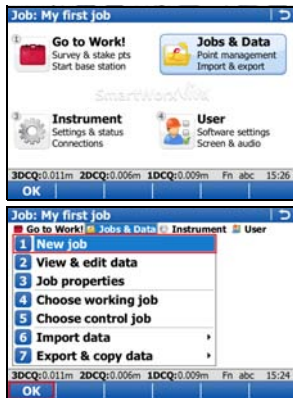 Job: My first job
1
Go to Work!
Survey & stake pts
Start base station
Jobs & Data
Point management
Import & export
SmartWorx Viva
3
Instrument
Settings & status
Connections
4
User
Software settings
Screen & audio
3DCQ:0.011m 2DCQ:0.006m 1DCQ:0.009m Fn abc 15:26
OK
Job: My first job
Go to Work! Jobs & Data Instrument User
1 New job
2 View & edit data
3 Job properties
4 Choose working job
5 Choose control job
6 Import data
7 Export & copy data
3DCQ:0.011m 2DCQ:0.006m 1DCQ:0.009m Fn abc 15:24
OK